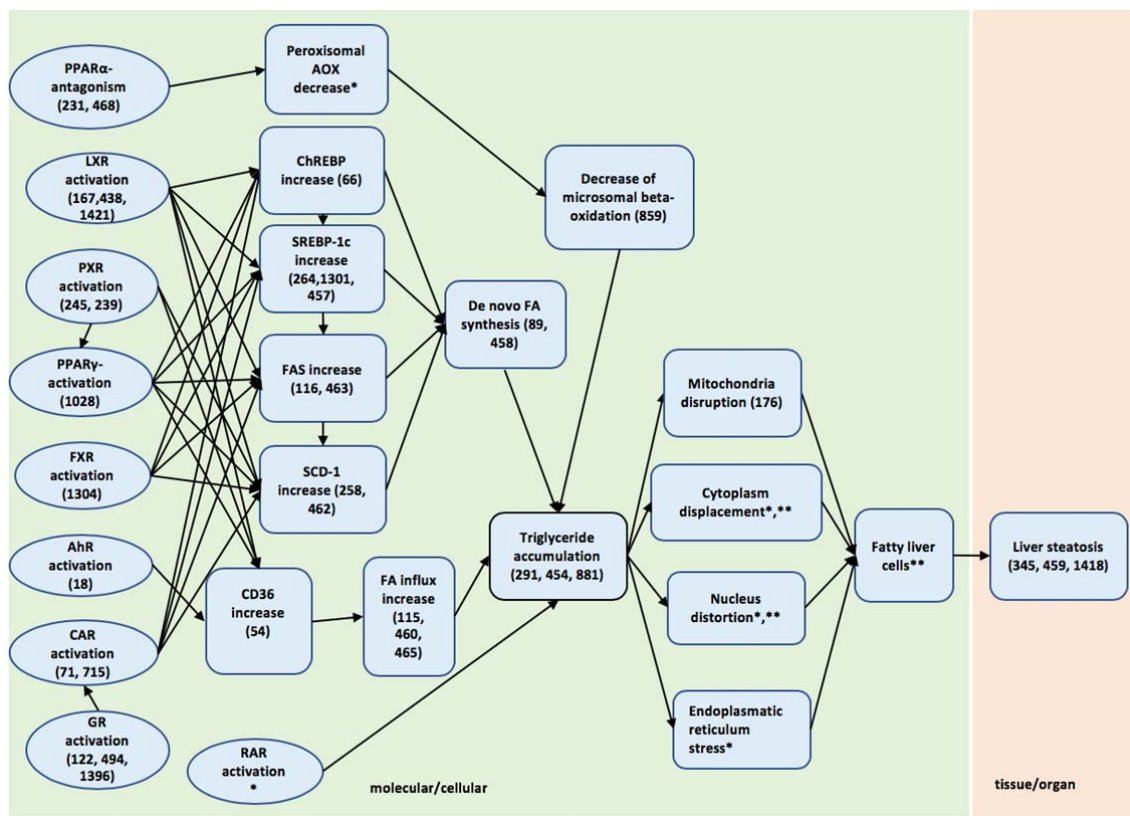 PPARα-
antagonism
(231, 468)
Peroxisomal
AOX
decrease*
LXR
activation
(167,438,
1421)
ChREBP
increase (66)
Decrease of
microsomal beta-
oxidation (859)
SREBP-1c
increase
(264,1301,
457)
PXR
activation
(245, 239)
De novo FA
synthesis (89,
458)
PPARγ-
activation
(1028)
FAS increase
(116, 463)
Mitochondria
disruption (176)
FXR
activation
(1304)
SCD-1
increase (258,
462)
Cytoplasm
displacement*,**
AhR
activation
(18)
Triglyceride
accumulation
(291, 454, 881)
Fatty liver
cells**
Liver steatosis
(345, 459, 1418)
CD36
increase
(54)
FA influx
increase
(115,
460,
465)
Nucleus
distortion*,**
CAR
activation
(71, 715)
GR
activation
(122, 494,
1396)
RAR
activation
*
Endoplasmatic
reticulum
stress*
molecular/cellular
tissue/organ